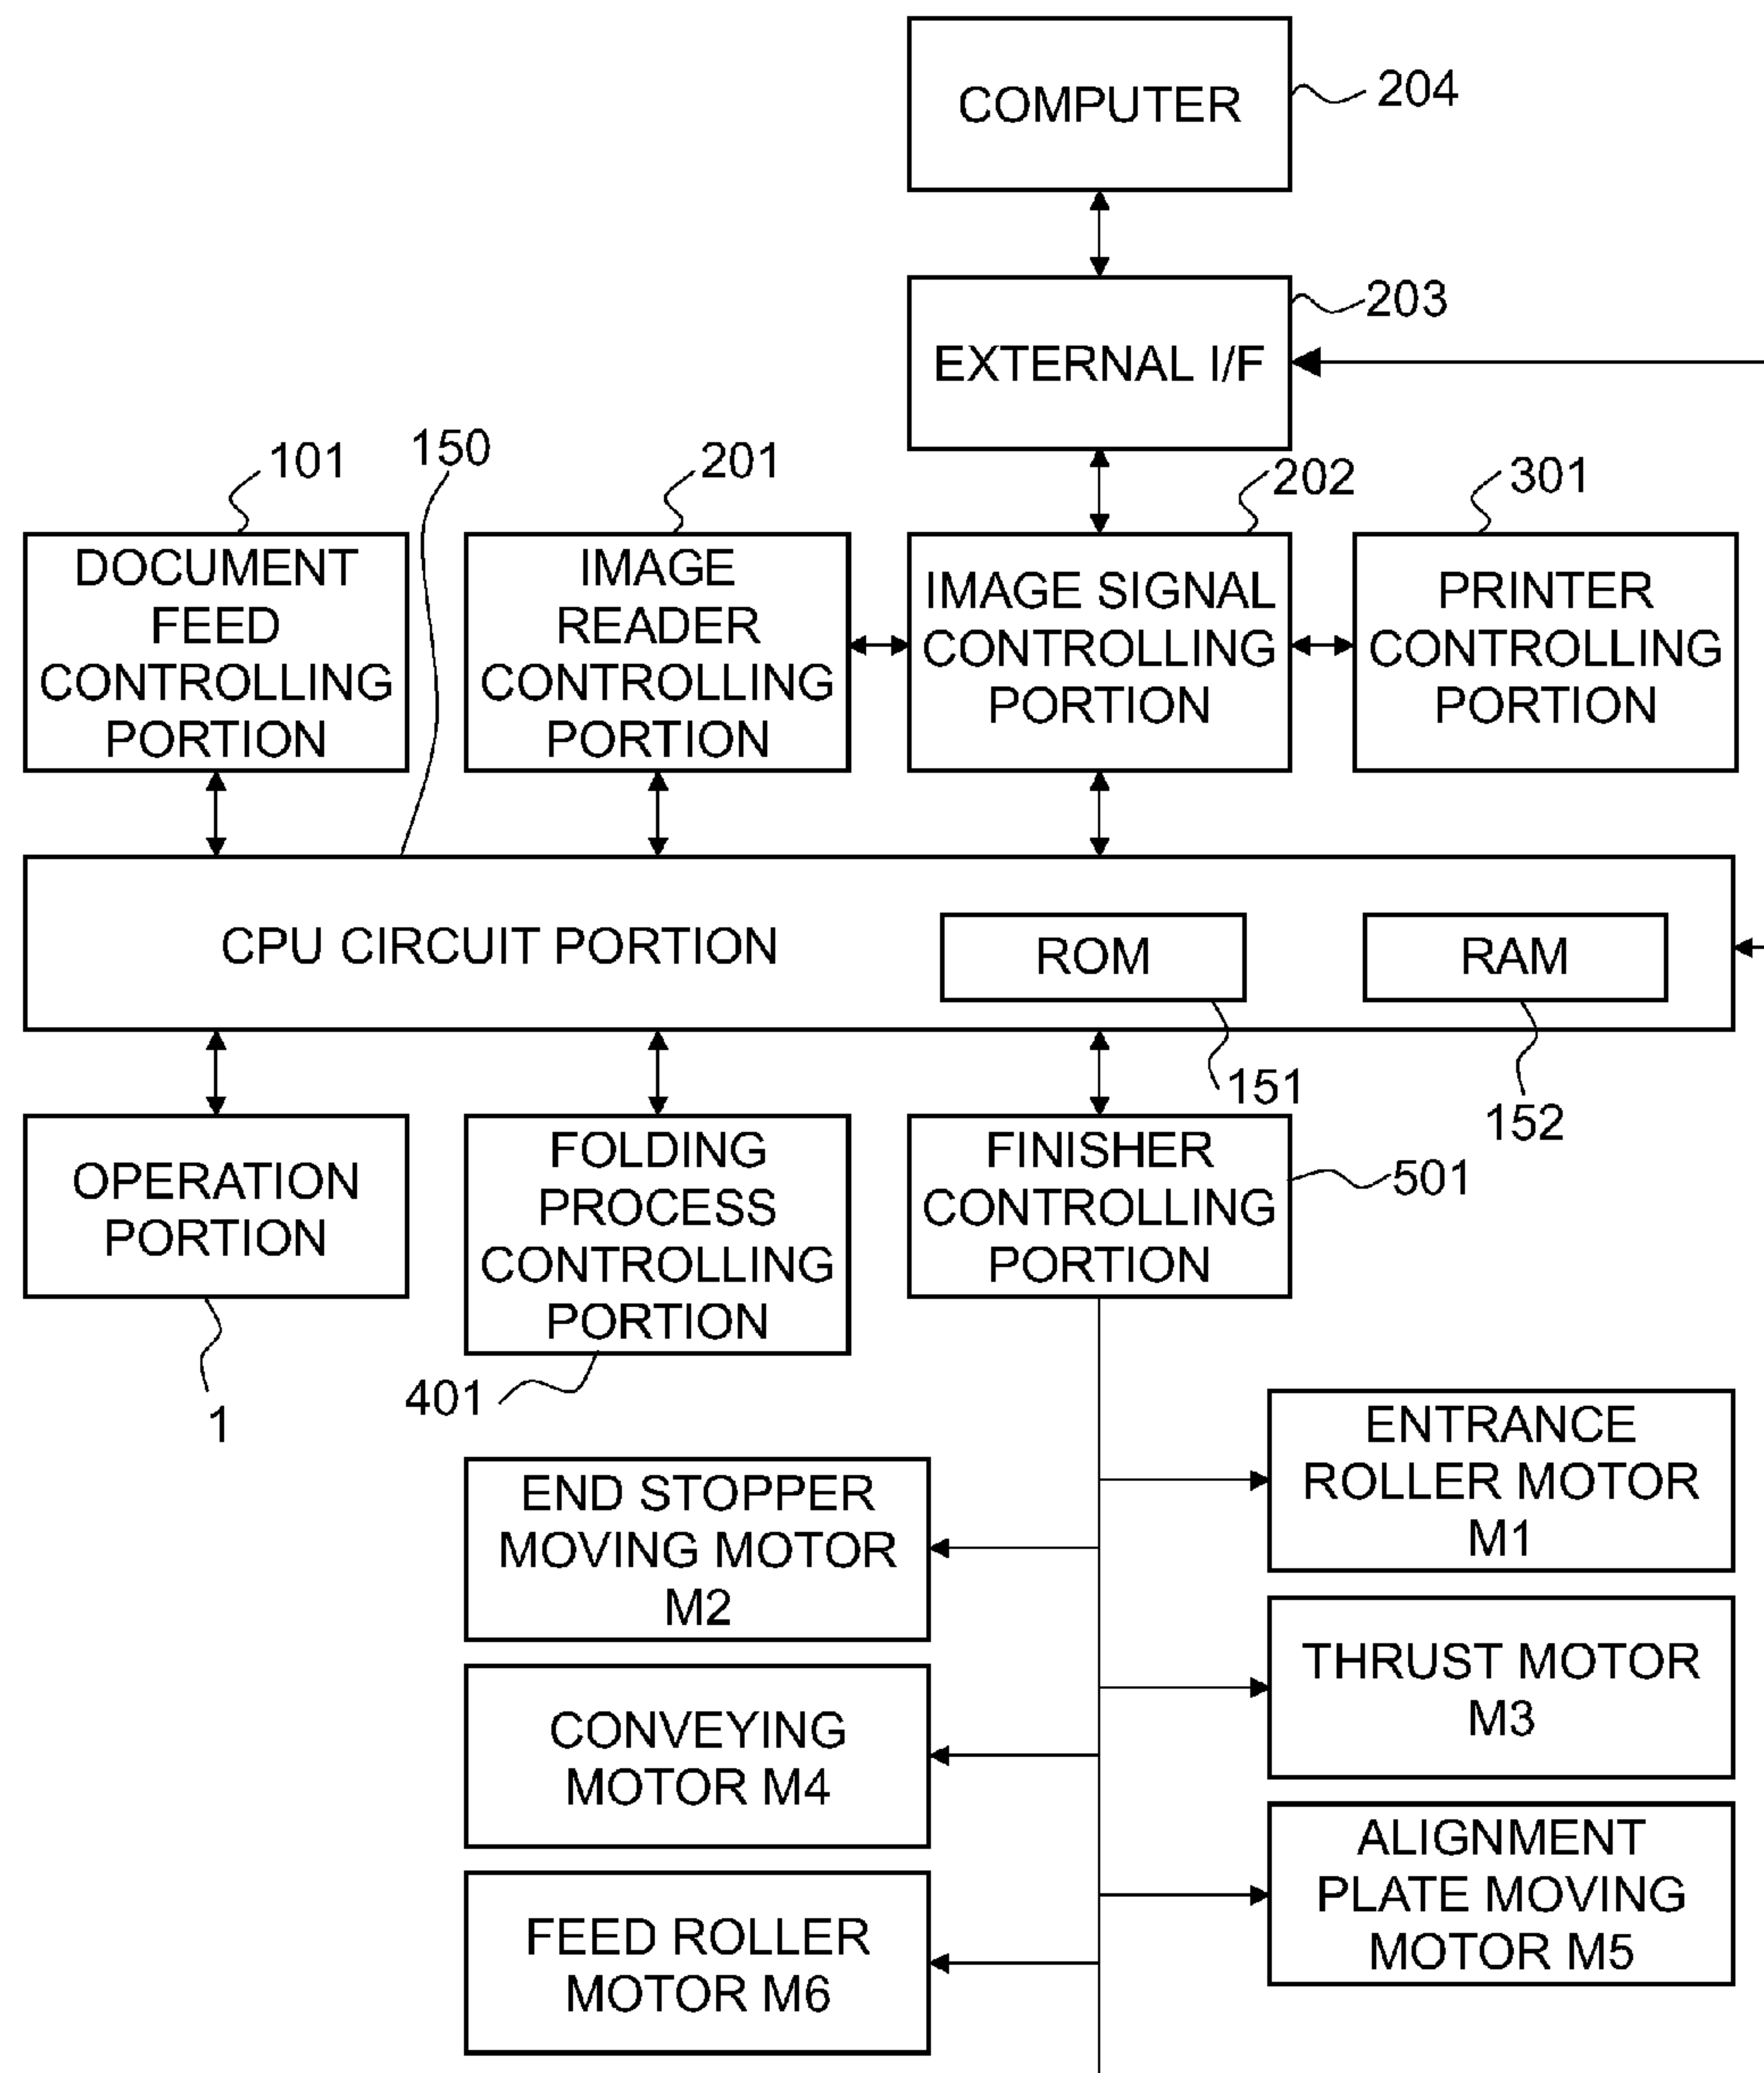 COMPUTER
204
EXTERNAL I/F
203
150
101
201
202
301
DOCUMENT
FEED
CONTROLLING
PORTION
IMAGE
READER
CONTROLLING
PORTION
IMAGE SIGNAL
CONTROLLING
PORTION
PRINTER
CONTROLLING
PORTION
CPU CIRCUIT PORTION
ROM
RAM
151
152
OPERATION
PORTION
1
FOLDING
PROCESS
CONTROLLING
PORTION
401
FINISHER
CONTROLLING
PORTION
501
ENTRANCE
ROLLER MOTOR
M1
END STOPPER
MOVING MOTOR
M2
THRUST MOTOR
M3
CONVEYING
MOTOR M4
ALIGNMENT
PLATE MOVING
MOTOR M5
FEED ROLLER
MOTOR M6